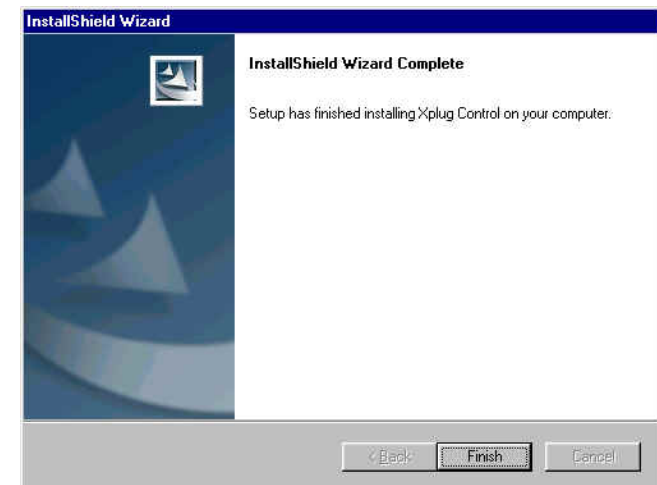 InstallShield Wizard
InstallShield Wizard Complete
Setup has finished installing Xplug Control on your computer.
< Back
Finish
Cancel